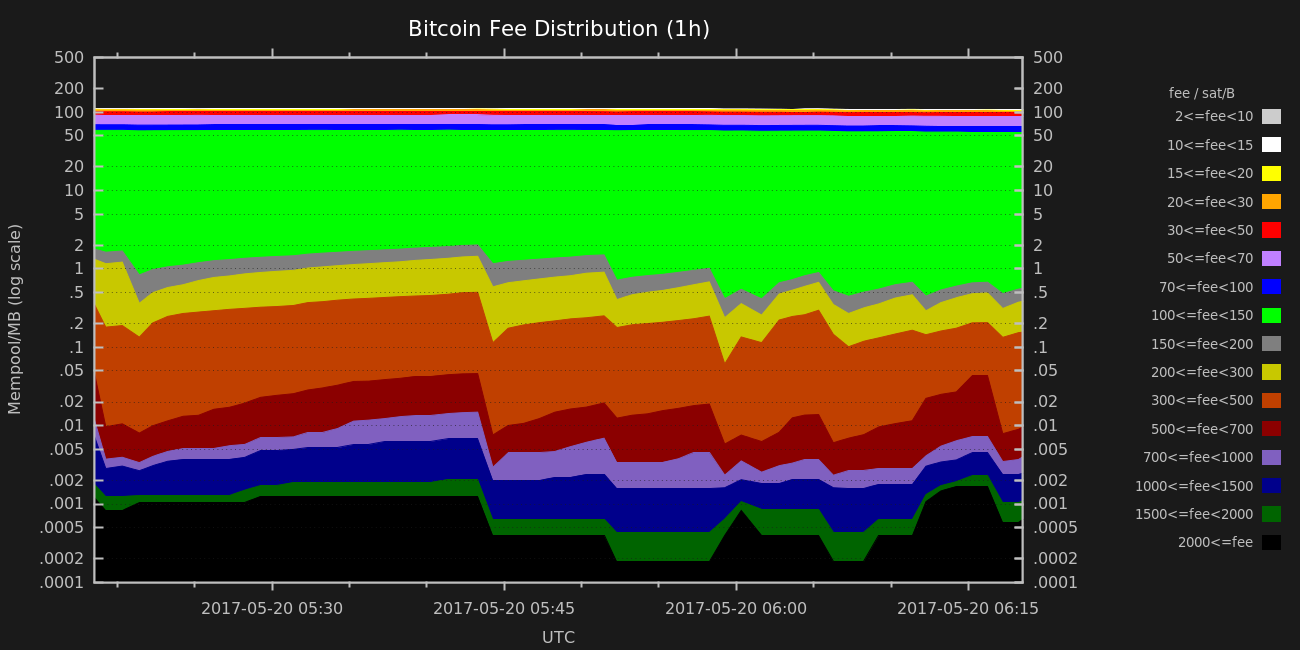 Bitcoin Fee Distribution (1h)
Mempool/MB (log scale)
500
200
100
50
20
10
5
2
1
.5
.2
.1
.05
.02
.01
.005
.002
.001
.0005
.0002
.0001
500
200
100
50
20
10
5
2
1
.5
.2
.1
.05
.02
.01
.005
.002
.001
.0005
.0002
.0001
2017-05-20 05:30 2017-05-20 05:45 2017-05-20 06:00 2017-05-20 06:15
UTC
fee / sat/B
2<=fee<10
10<=fee<15
15<=fee<20
20<=fee<30
30<=fee<50
50<=fee<70
70<=fee<100
100<=fee<150
150<=fee<200
200<=fee<300
300<=fee<500
500<=fee<700
700<=fee<1000
1000<=fee<1500
1500<=fee<2000
2000<=fee